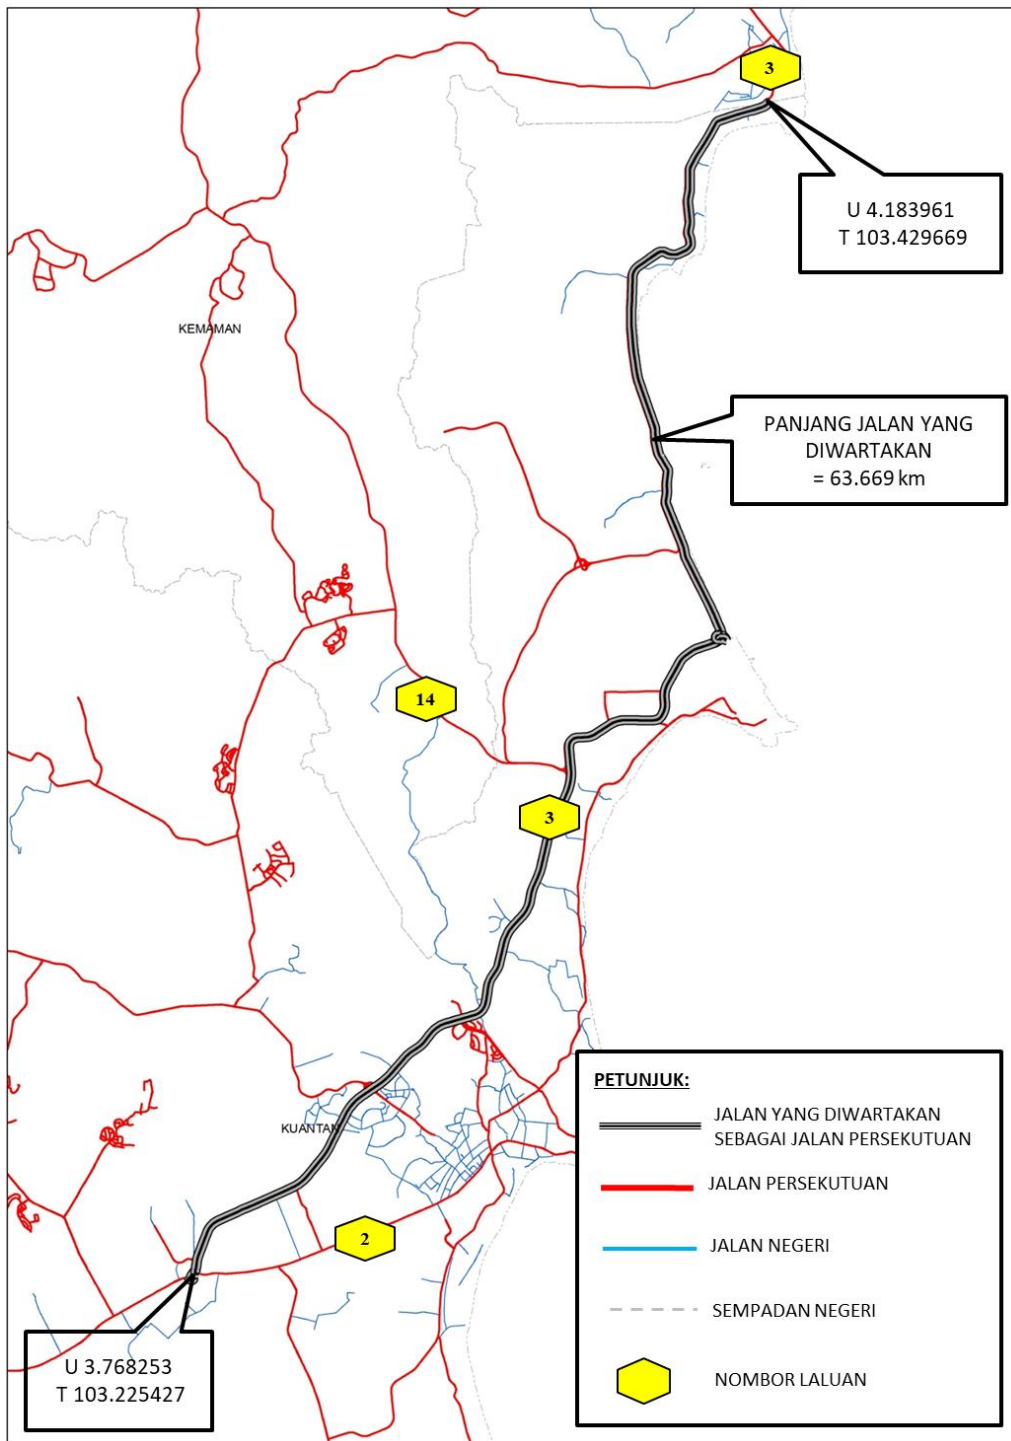 3
U 4.183961
T 103.429669
KEMAMAN
PANJANG JALAN YANG
DIWARTAKAN
= 63.669 km
14
3
KUANTAN
2
U 3.768253
T 103.225427
PETUNJUK:
JALAN YANG DIWARTAKAN
SEBAGAI JALAN PERSEKUTUAN
JALAN PERSEKUTUAN
JALAN NEGERI
SEMPADAN NEGERI
NOMBOR LALUAN